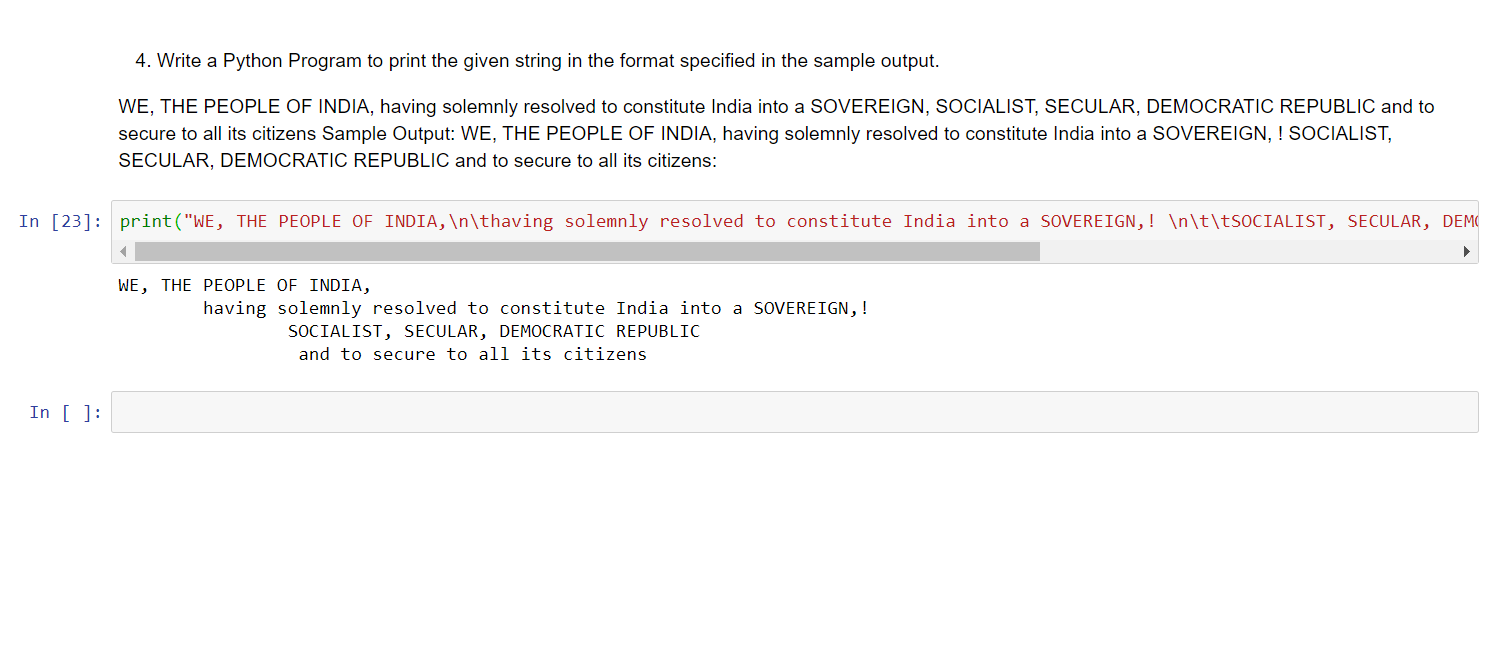 4. Write a Python Program to print the given string in the format specified in the sample output.
WE, THE PEOPLE OF INDIA, having solemnly resolved to constitute India into a SOVEREIGN, SOCIALIST, SECULAR, DEMOCRATIC REPUBLIC and to
secure to all its citizens Sample Output: WE, THE PEOPLE OF INDIA, having solemnly resolved to constitute India into a SOVEREIGN, ! SOCIALIST,
SECULAR, DEMOCRATIC REPUBLIC and to secure to all its citizens:
In [23]: print("WE, THE PEOPLE OF INDIA,\n\thaving solemnly resolved to constitute India into a SOVEREIGN,! \n\t\tSOCIALIST, SECULAR, DEMO
WE, THE PEOPLE OF INDIA,
having solemnly resolved to constitute India into a SOVEREIGN,!
SOCIALIST, SECULAR, DEMOCRATIC REPUBLIC
and to secure to all its citizens
In [ ]: